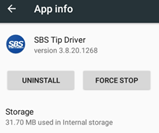 App info
SBS
SBS Tip Driver
version 3.8.20.1268
UNINSTALL
FORCE STOP
Storage
31.70 MB used in Internal storage